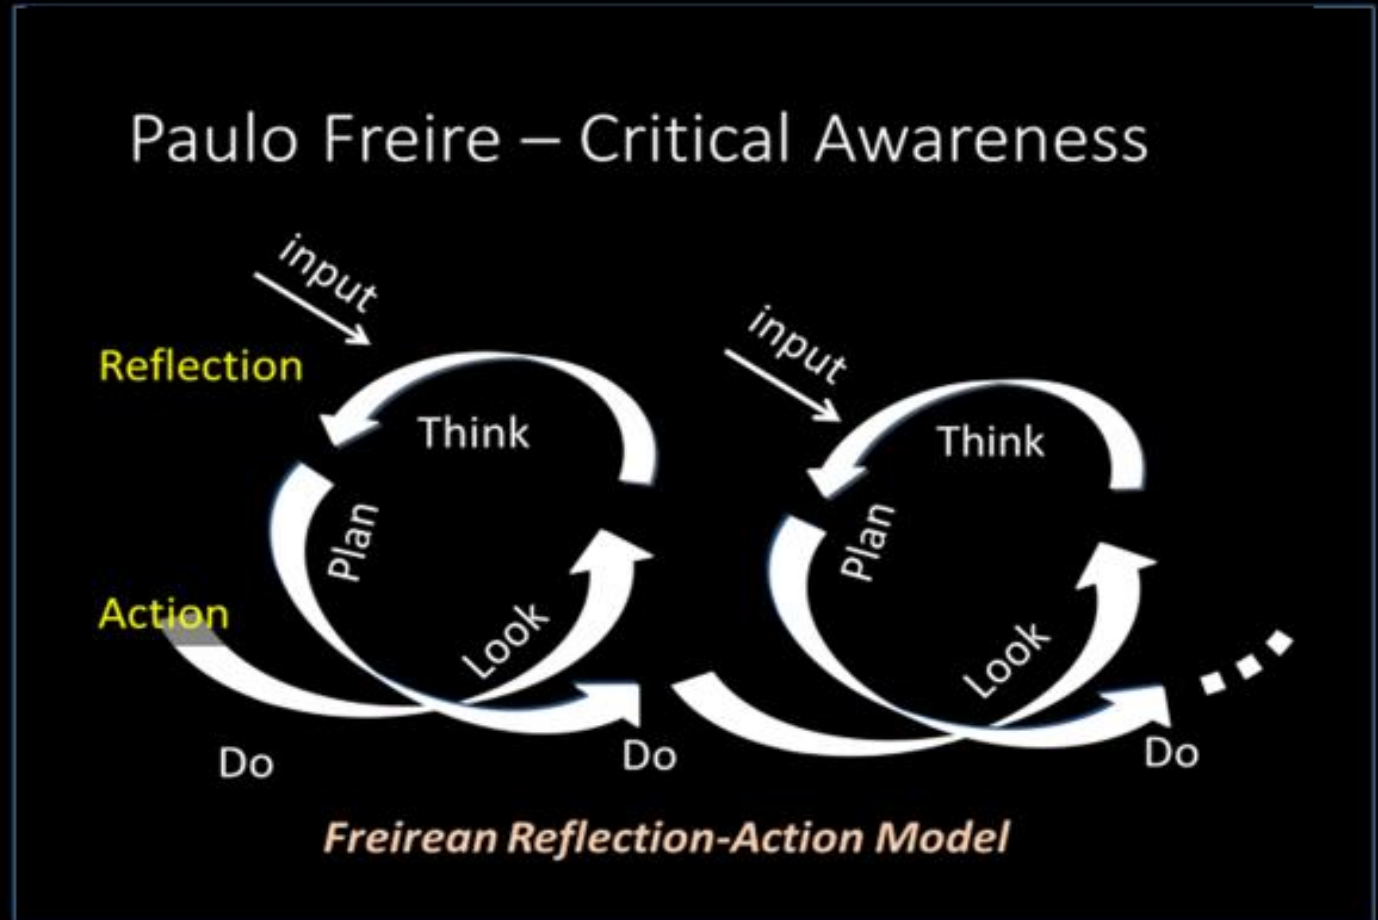 Paulo Freire – Critical Awareness
input
input
Reflection
Think
Think
Plan
Plan
Action
Look
Look
Do
Do
Do
Freirean Reflection-Action Model